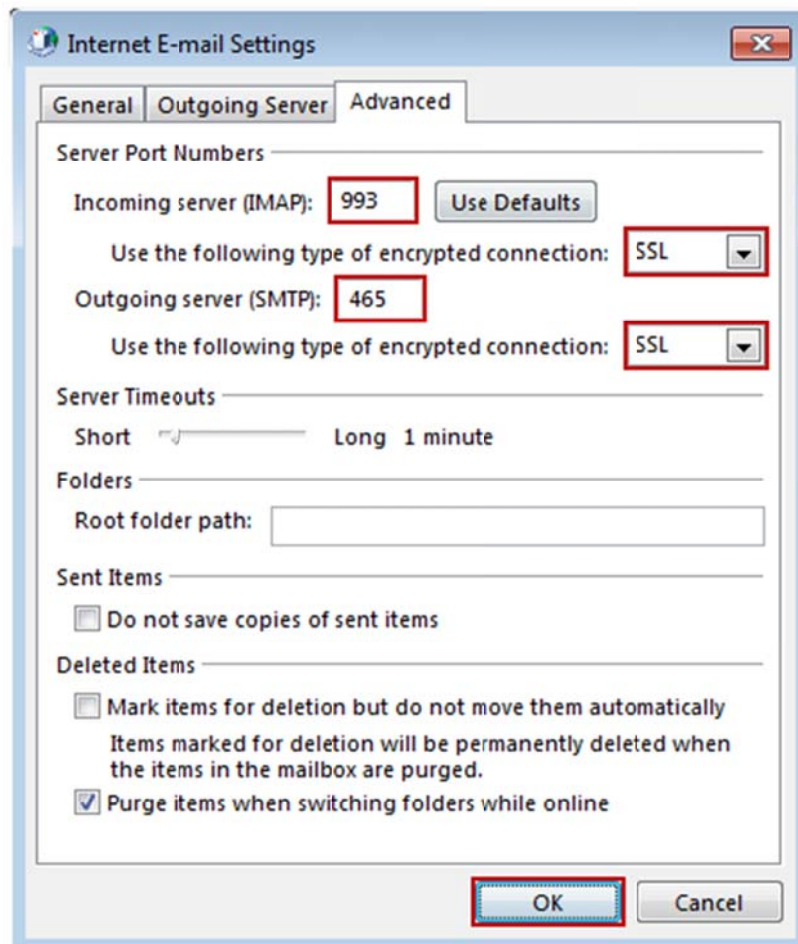 Internet E-mail Settings
General Outgoing Server Advanced
Server Port Numbers
Incoming server (IMAP): 993 Use Defaults
Use the following type of encrypted connection: SSL
Outgoing server (SMTP): 465
Use the following type of encrypted connection: SSL
Server Timeouts
Short Long 1 minute
Folders
Root folder path:
Sent Items
Do not save copies of sent items
Deleted Items
Mark items for deletion but do not move them automatically
Items marked for deletion will be permanently deleted when
the items in the mailbox are purged.
Purge items when switching folders while online
OK Cancel